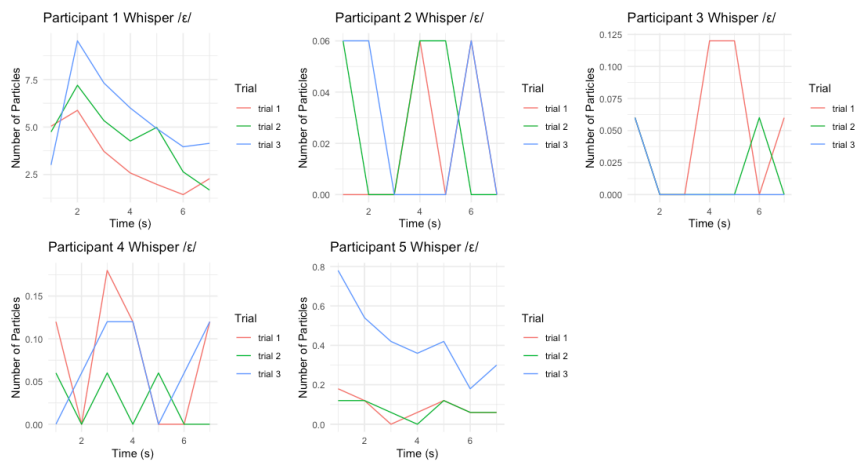 Participant 1 Whisper /ε/
Number of Particles
7.5
5.0
2.5
2
4
6
Time (s)
Trial
trial 1
trial 2
trial 3
Participant 2 Whisper /ε/
Number of Particles
0.06
0.04
0.02
0.00
2
4
6
Time (s)
Trial
trial 1
trial 2
trial 3
Participant 3 Whisper /ε/
Number of Particles
0.125
0.100
0.075
0.050
0.025
0.000
2
4
6
Time (s)
Trial
trial 1
trial 2
trial 3
Participant 4 Whisper /ε/
Number of Particles
0.15
0.10
0.05
0.00
2
4
6
Time (s)
Trial
trial 1
trial 2
trial 3
Participant 5 Whisper /ε/
Number of Particles
0.8
0.6
0.4
0.2
0.0
2
4
6
Time (s)
Trial
trial 1
trial 2
trial 3